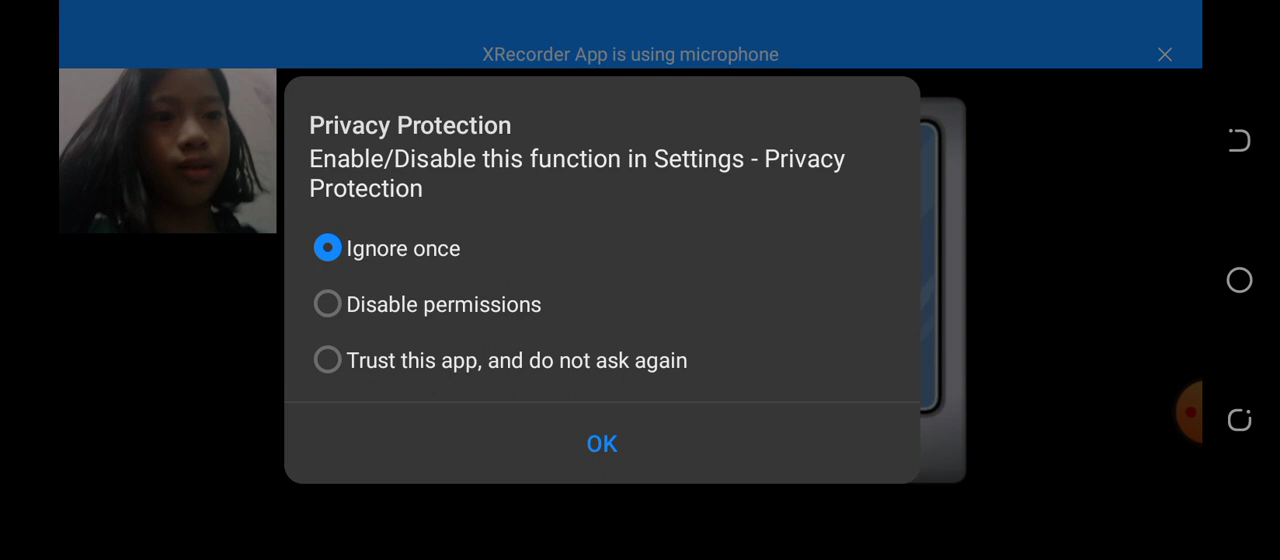 XRecorder App is using microphone
Privacy Protection
Enable/Disable this function in Settings - Privacy
Protection
Ignore once
Disable permissions
Trust this app, and do not ask again
OK